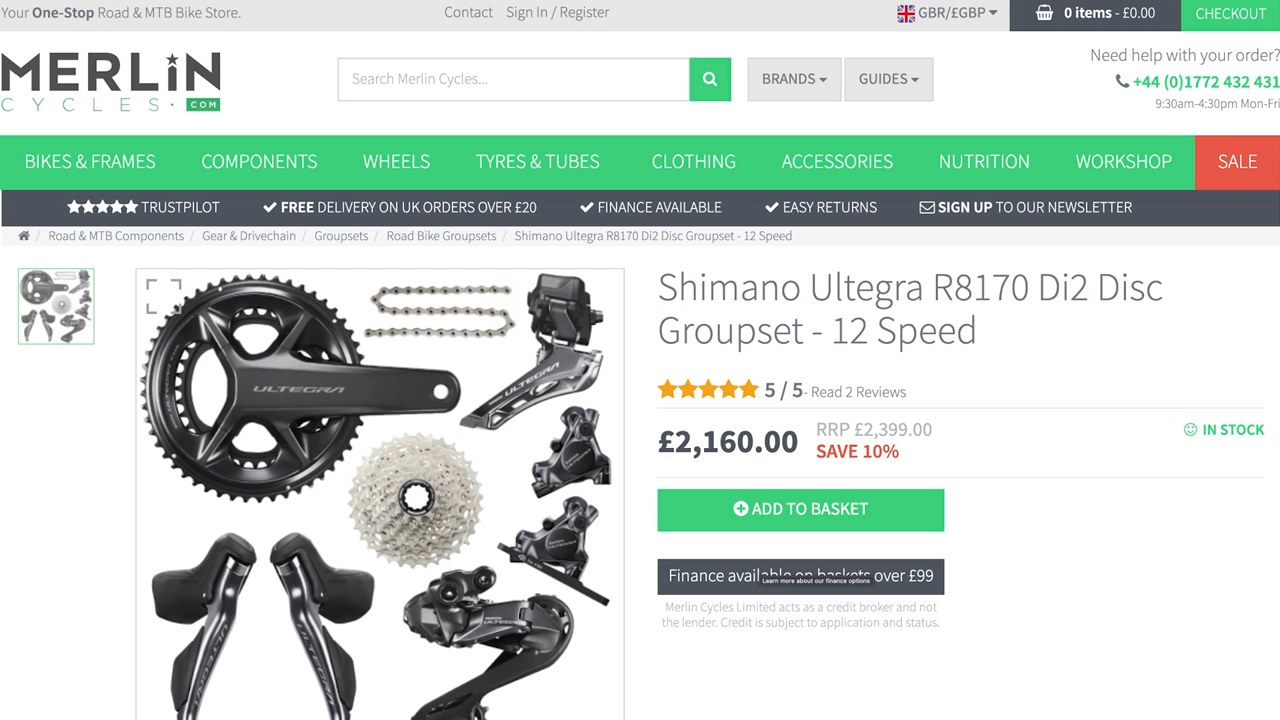 Your One-Stop Road & MTB Bike Store.
Contact Sign In / Register
GBR/£GBP
0 items - £0.00
CHECKOUT
MERLIN
CYCLES.COM
Search Merlin Cycles...
BRANDS
GUIDES
Need help with your order?
+44 (0)1772 432 431
9:30am-4:30pm Mon-Fri
BIKES & FRAMES COMPONENTS WHEELS TYRES & TUBES CLOTHING ACCESSORIES NUTRITION WORKSHOP SALE
TRUSTPILOT FREE DELIVERY ON UK ORDERS OVER £20 FINANCE AVAILABLE EASY RETURNS SIGN UP TO OUR NEWSLETTER
/ Road & MTB Components / Gear & Drivechain / Groupsets / Road Bike Groupsets / Shimano Ultegra R8170 Di2 Disc Groupset - 12 Speed
ULTEGRA
ULTEGRA
ULTEGRA
ULTEGRA
Shimano Ultegra R8170 Di2 Disc
Groupset - 12 Speed
5 / 5 - Read 2 Reviews
£2,160.00
RRP £2,399.00
SAVE 10%
IN STOCK
ADD TO BASKET
Finance available on baskets over £99
Learn more about our finance options
Merlin Cycles Limited acts as a credit broker and not
the lender. Credit is subject to application and status.